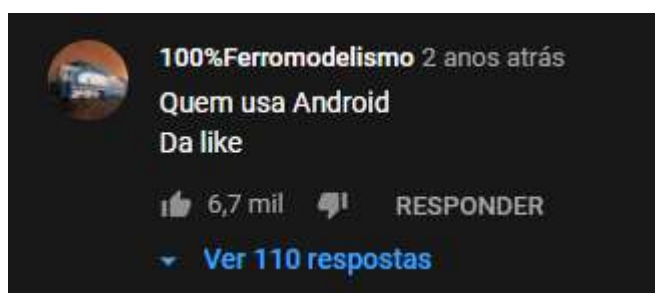 100%Ferromodelismo 2 anos atrás
Quem usa Android
Da like
6,7 mil RESPONDER
Ver 110 respostas